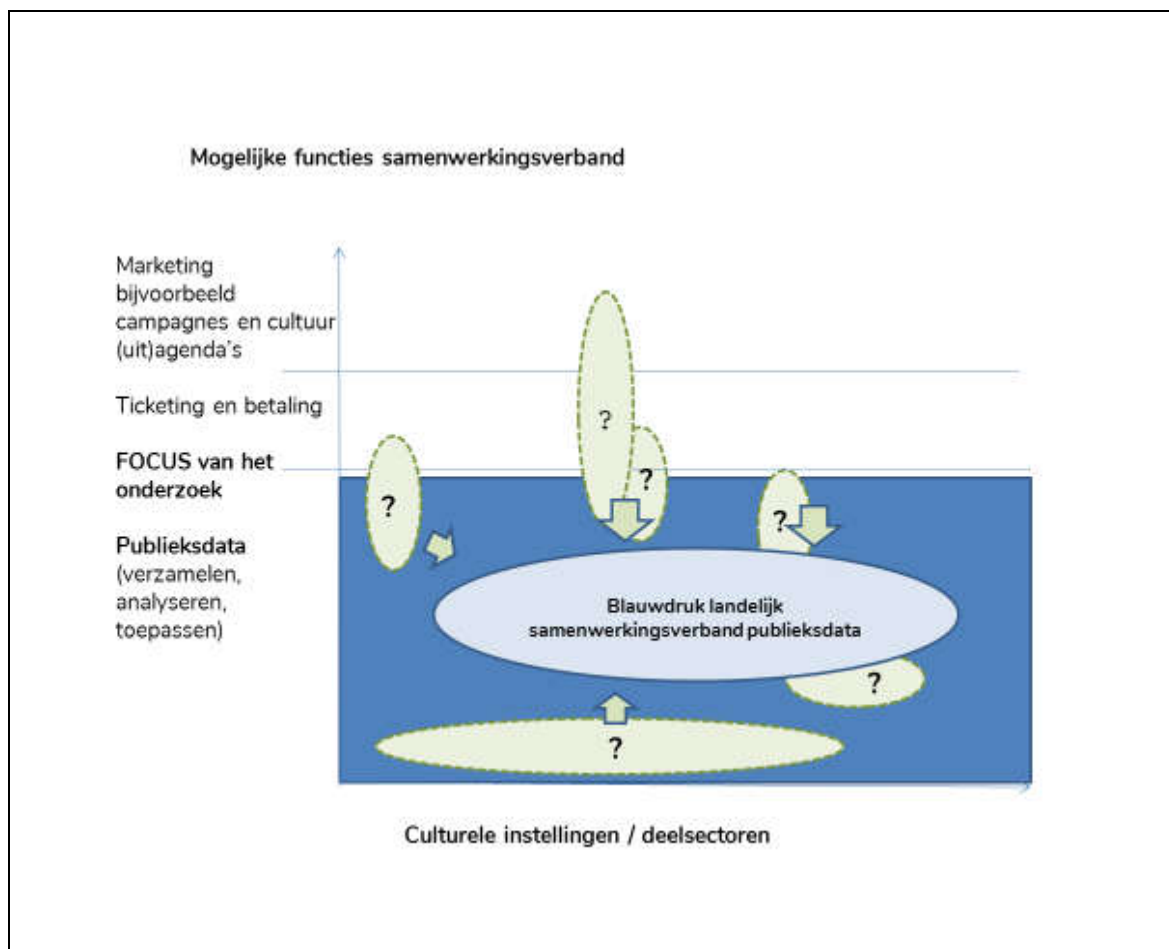 Mogelijke functies samenwerkingsverband
Marketing
bijvoorbeeld
campagnes en cultuur
(uit)agenda's
Ticketing en betaling
FOCUS van het
onderzoek
Publieksdata
(verzamelen,
analyseren,
toepassen)
?
?
?
?
Blauwdruk landelijk
samenwerkingsverband publieksdata
?
?
Culturele instellingen / deelsectoren